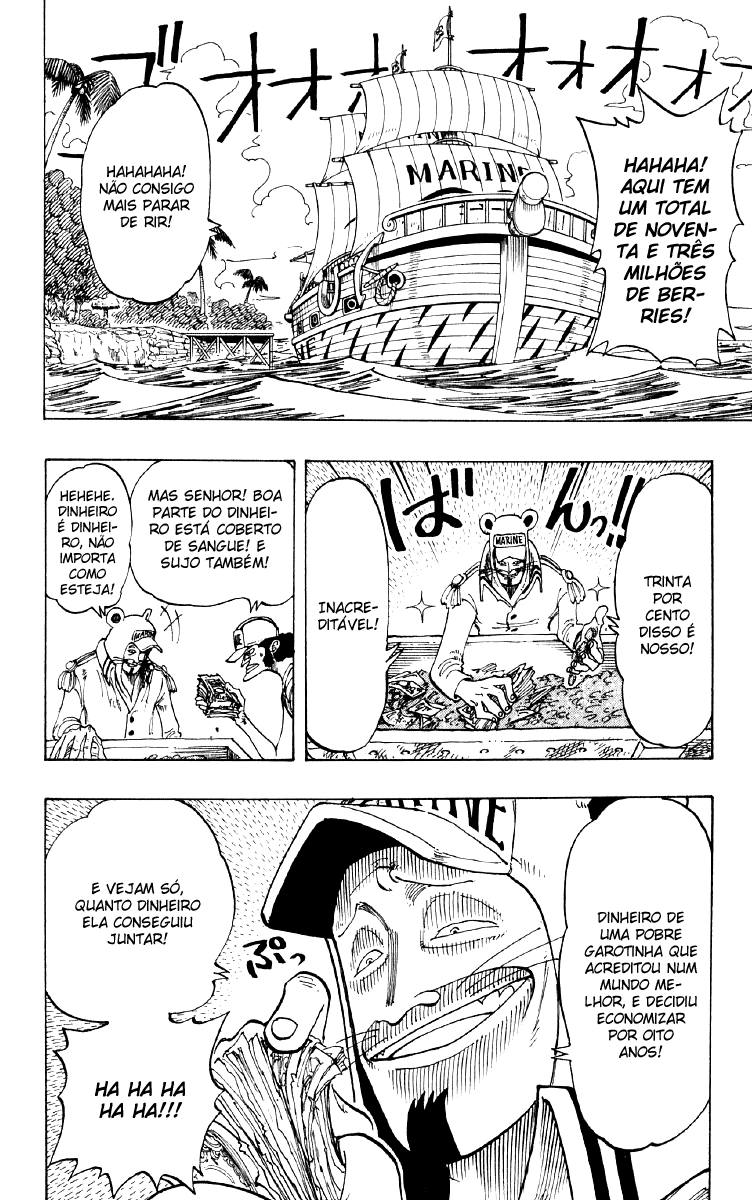 ブオオオオオオオ
HAHAHA!
AQUI TEM
UM TOTAL
DE NOVEN-
TA E TRÊS
MILHÕES
DE BER-
RIES!
MARINE
HAHAHAHA!
NÃO CONSIGO
MAIS PARAR
DE RIR!
TRINTA
POR
CENTO
DISSO É
NOSSO!
ばんっ!!
MARINE
INACRE-
DITÁVEL!
MAS SENHOR! BOA
PARTE DO DINHEI-
RO ESTÁ COBERTO
DE SANGUE! E
SUJO TAMBÉM!
HEHEHE.
DINHEIRO
É DINHEI-
RO, NÃO
IMPORTA
COMO
ESTEJA!
MARINE
DINHEIRO DE
UMA POBRE
GAROTINHA QUE
ACREDITOU NUM
MUNDO ME-
LHOR, E DECIDIU
ECONOMIZAR
POR OITO
ANOS!
ARINE
ぷっ
E VEJAM SÓ,
QUANTO DINHEIRO
ELA CONSEGUIU
JUNTAR!
HA HA HA
HA HA!!!